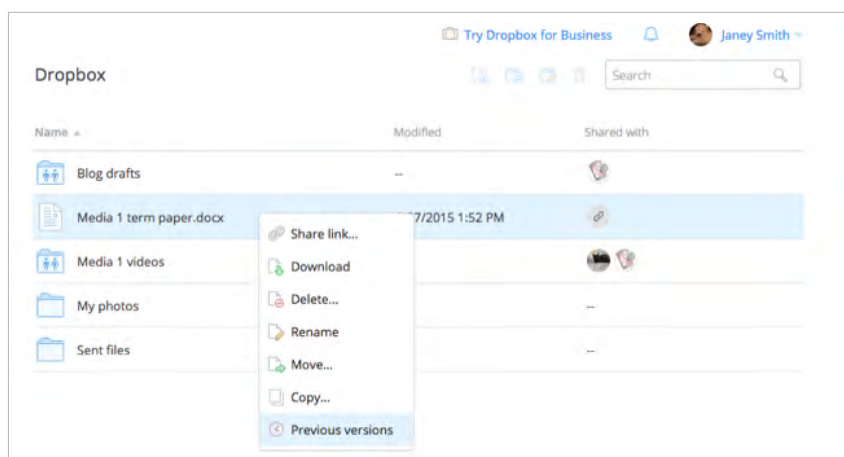 Try Dropbox for Business Janey Smith
Dropbox
Search
Name Modified Shared with
Blog drafts --
Media 1 term paper.docx 7/2015 1:52 PM
Share link...
Media 1 videos
Download
Delete...
My photos --
Rename
Sent files --
Move...
Copy...
Previous versions